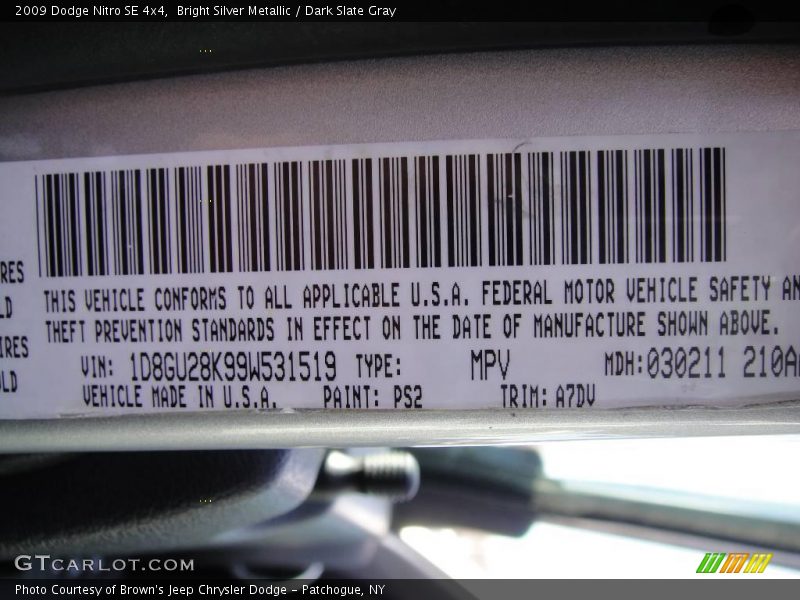 2009 Dodge Nitro SE 4x4,  Bright Silver Metallic / Dark Slate Gray
RES
LD
IRES
OLD
THIS VEHICLE CONFORMS TO ALL APPLICABLE U.S.A. FEDERAL MOTOR VEHICLE SAFETY AN
THEFT PREVENTION STANDARDS IN EFFECT ON THE DATE OF MANUFACTURE SHOWN ABOVE.
VIN: 1D8GU28K99W531519 TYPE: MPV MDH:030211 210A
VEHICLE MADE IN U.S.A. PAINT: PS2 TRIM: A7DV
GTCARLOT.COM
Photo Courtesy of Brown's Jeep Chrysler Dodge - Patchogue, NY